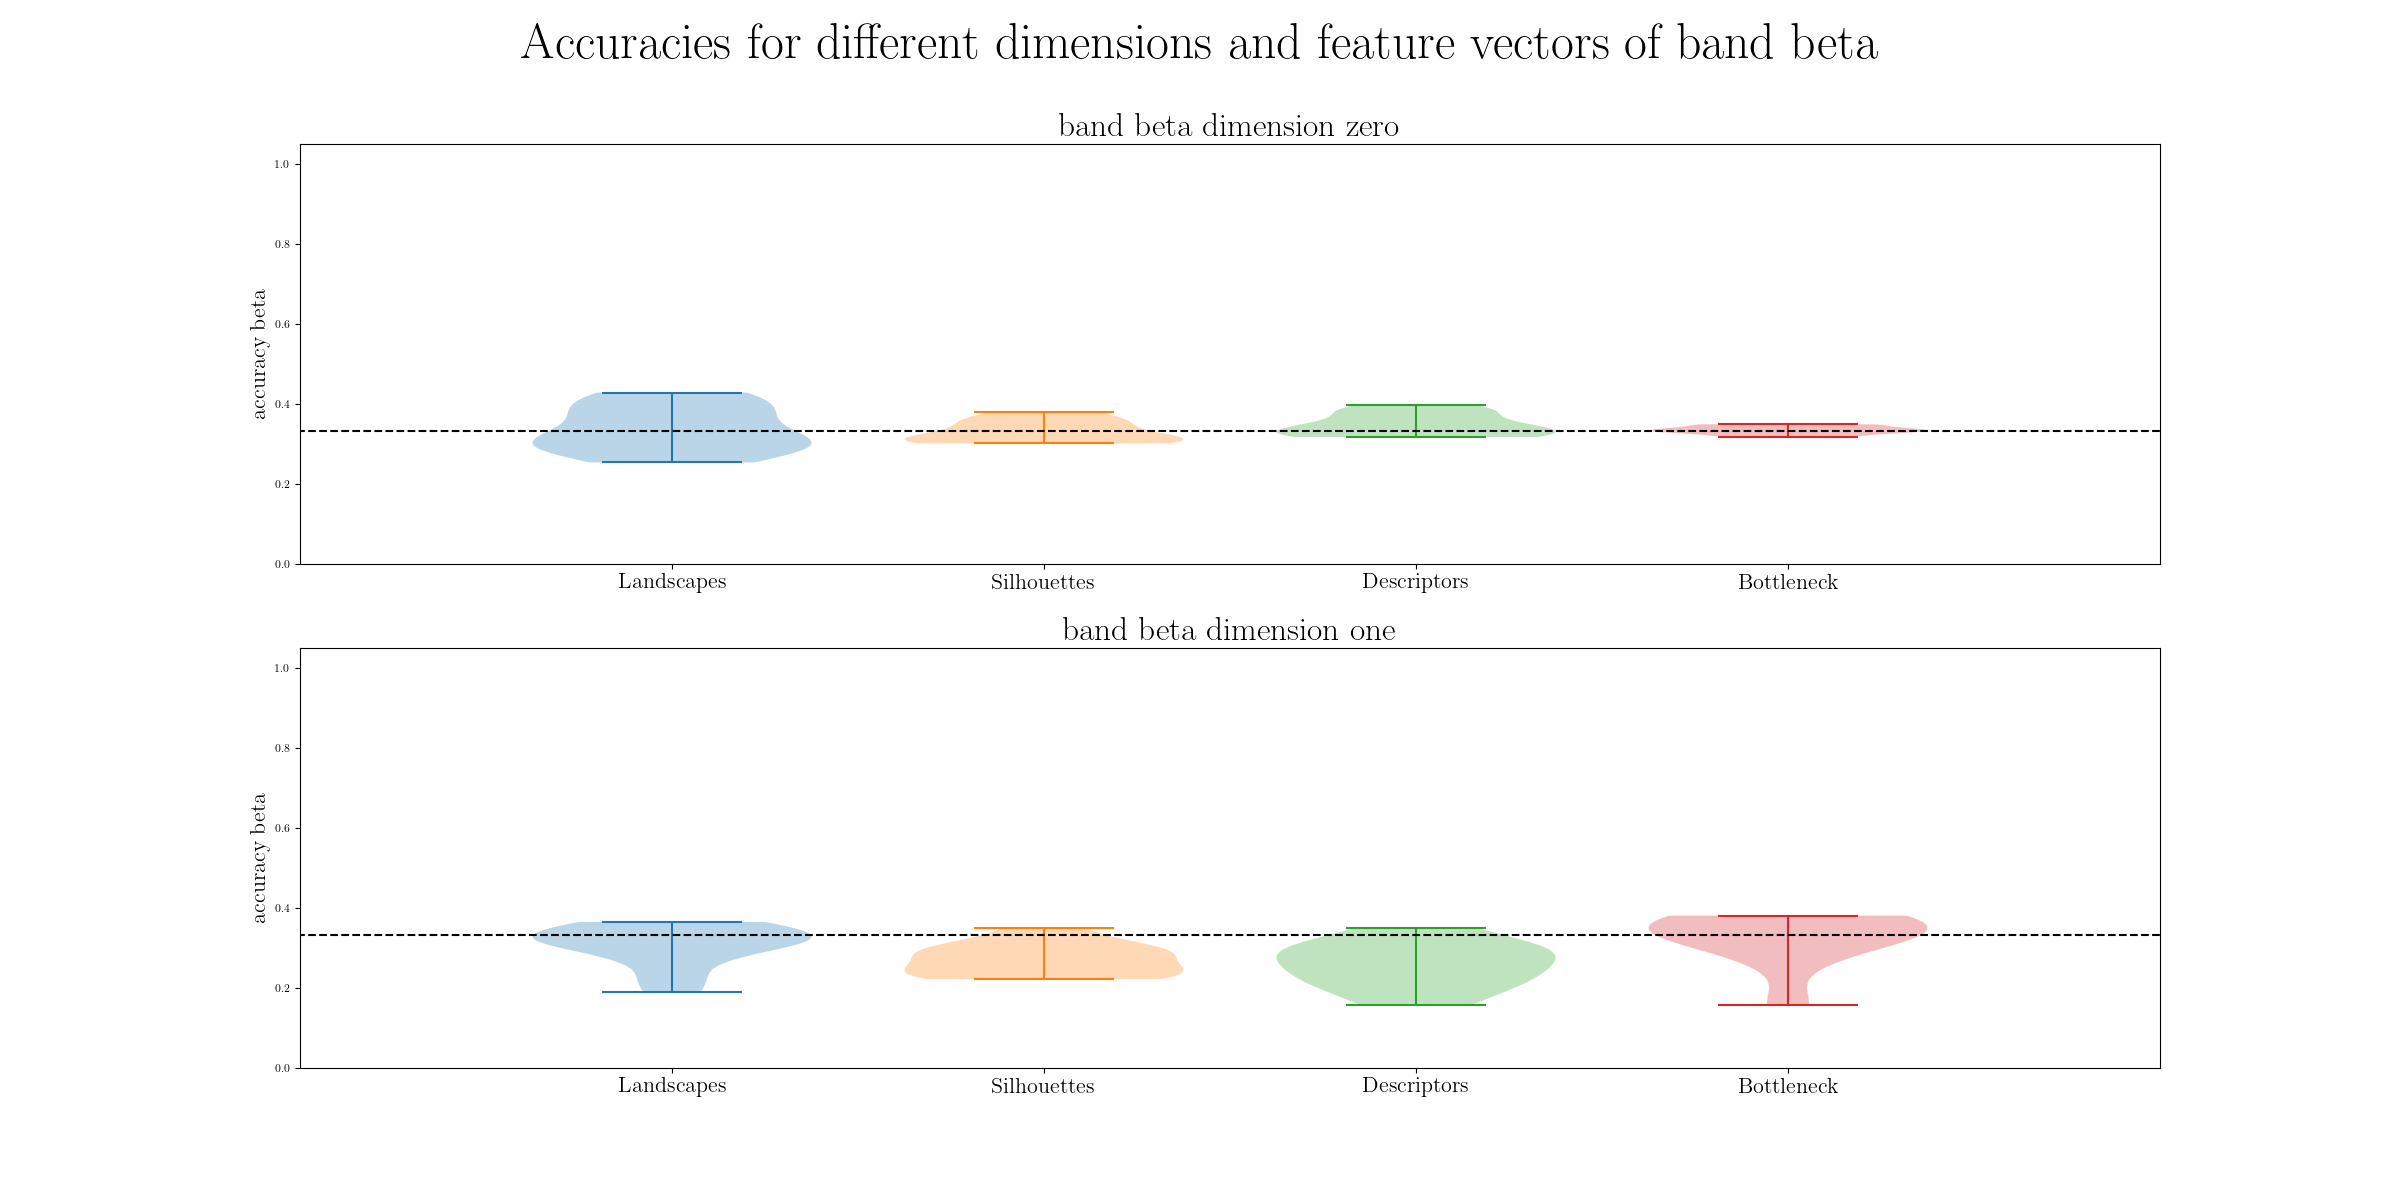 Accuracies for different dimensions and feature vectors of band beta
band beta dimension zero
1.0
0.8
0.6
0.4
0.2
0.0
accuracy beta
Landscapes Silhouettes Descriptors Bottleneck
band beta dimension one
1.0
0.8
0.6
0.4
0.2
0.0
accuracy beta
Landscapes Silhouettes Descriptors Bottleneck